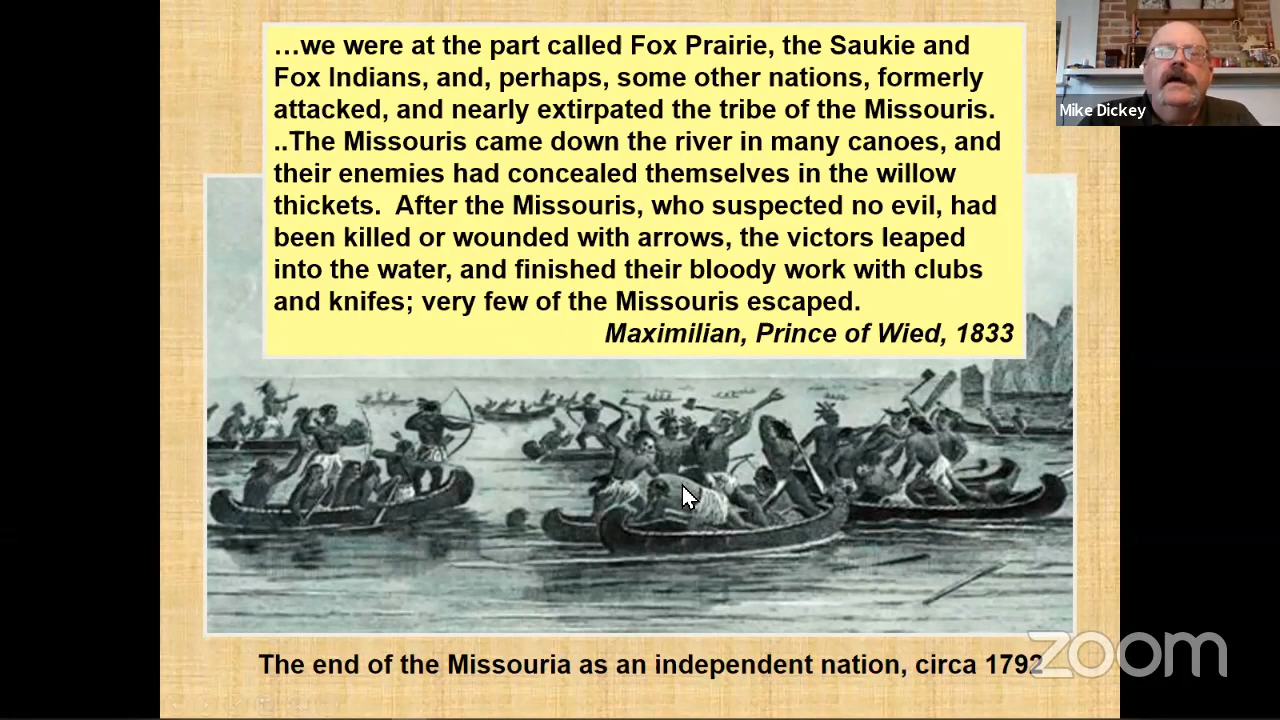 …we were at the part called Fox Prairie, the Saukie and
Fox Indians, and, perhaps, some other nations, formerly
attacked, and nearly extirpated the tribe of the Missouris.
..The Missouris came down the river in many canoes, and
their enemies had concealed themselves in the willow
thickets.  After the Missouris, who suspected no evil, had
been killed or wounded with arrows, the victors leaped
into the water, and finished their bloody work with clubs
and knifes; very few of the Missouris escaped.
Maximilian, Prince of Wied, 1833
Mike Dickey
The end of the Missouria as an independent nation, circa 1792
zoom